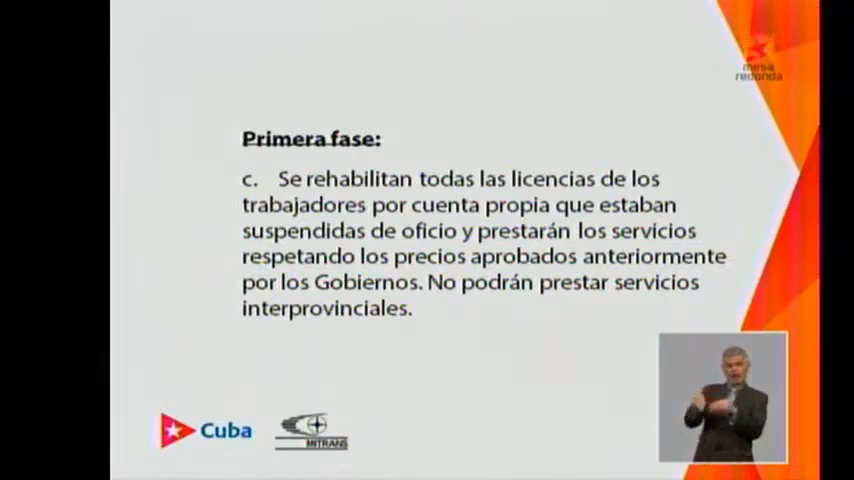 mesa
redonda
Primera fase:
c. Se rehabilitan todas las licencias de los
trabajadores por cuenta propia que estaban
suspendidas de oficio y prestarán los servicios
respetando los precios aprobados anteriormente
por los Gobiernos. No podrán prestar servicios
interprovinciales.
Cuba
MITRANS